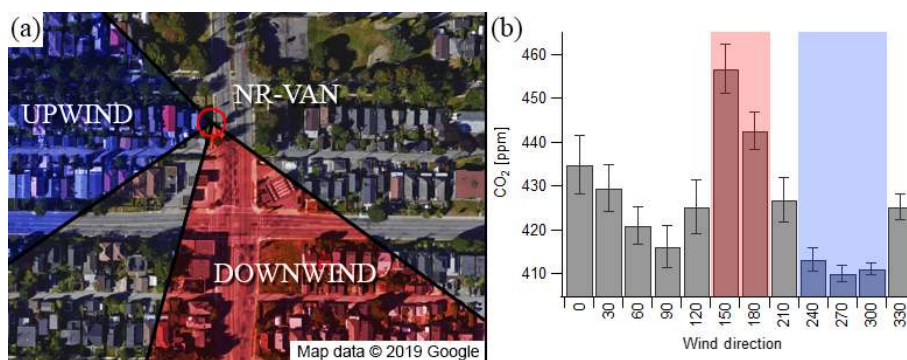 (a)
UPWIND
NR-VAN
DOWNWIND
Map data © 2019 Google
(b)
CO₂ [ppm]
460
450
440
430
420
410
0 30 60 90 120 150 180 210 240 270 300 330
Wind direction